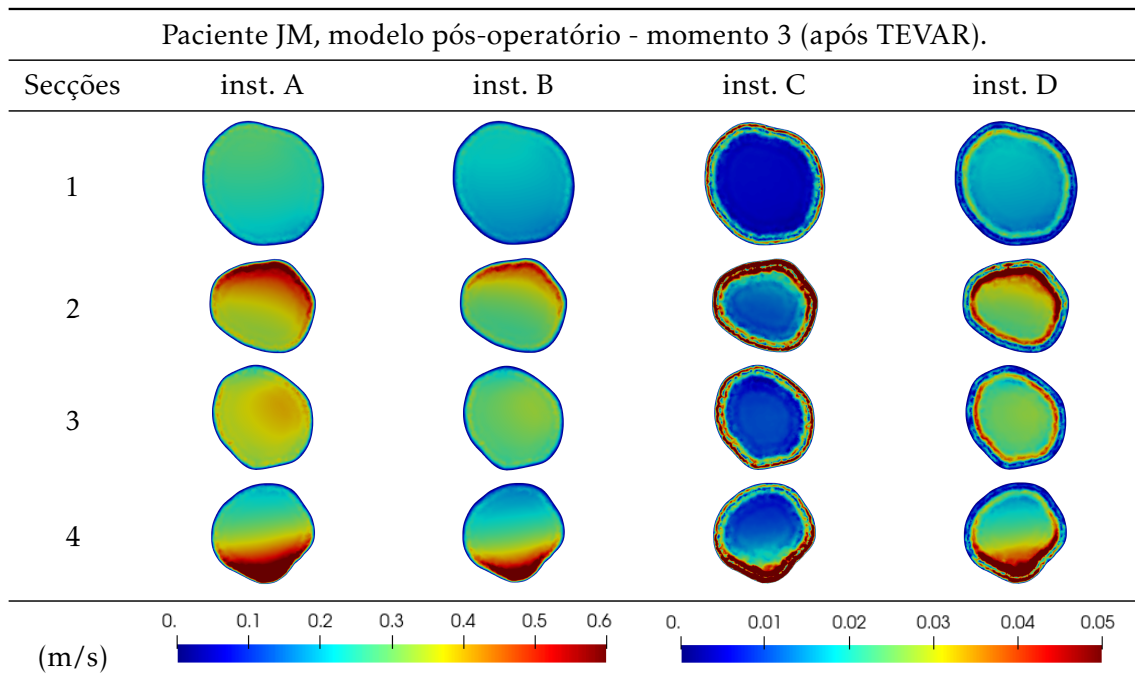 Paciente JM, modelo pós-operatório - momento 3 (após TEVAR).
Secções inst. A inst. B inst. C inst. D
1
2
3
4
0. 0.1 0.2 0.3 0.4 0.5 0.6 0. 0.01 0.02 0.03 0.04 0.05
(m/s)